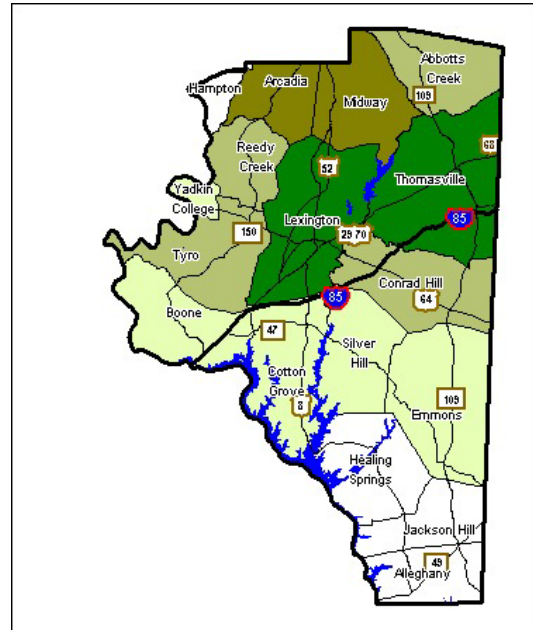 Abbotts
Creek
Arcadia
Hampton
Midway
109
68
Reedy
Creek
52
Thomasville
Yadkin
College
Lexington
85
150
29 70
Tyro
Conrad Hill
85
64
Boone
47
Silver
Hill
Cotton
Grove
8
109
Emmons
Healing
Springs
Jackson Hill
49
Alleghany